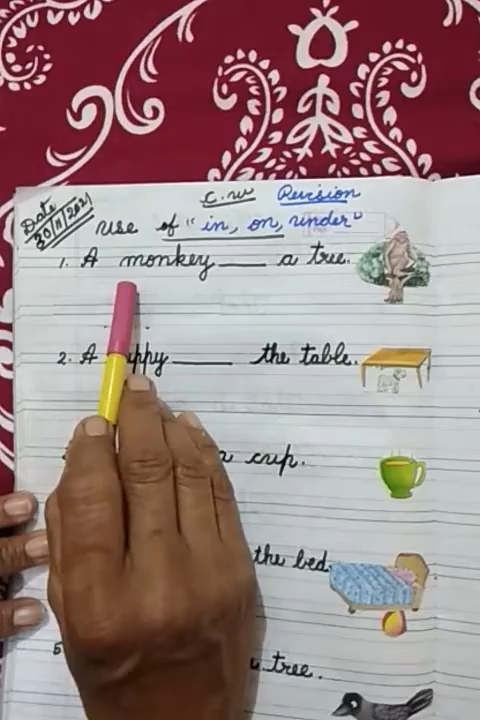 C.W Revision
Date 30/11/2021
use of "in, on, under"
1. A monkey ____ a tree.
2. A ____ the table.
cup.
the bed
5
tree.